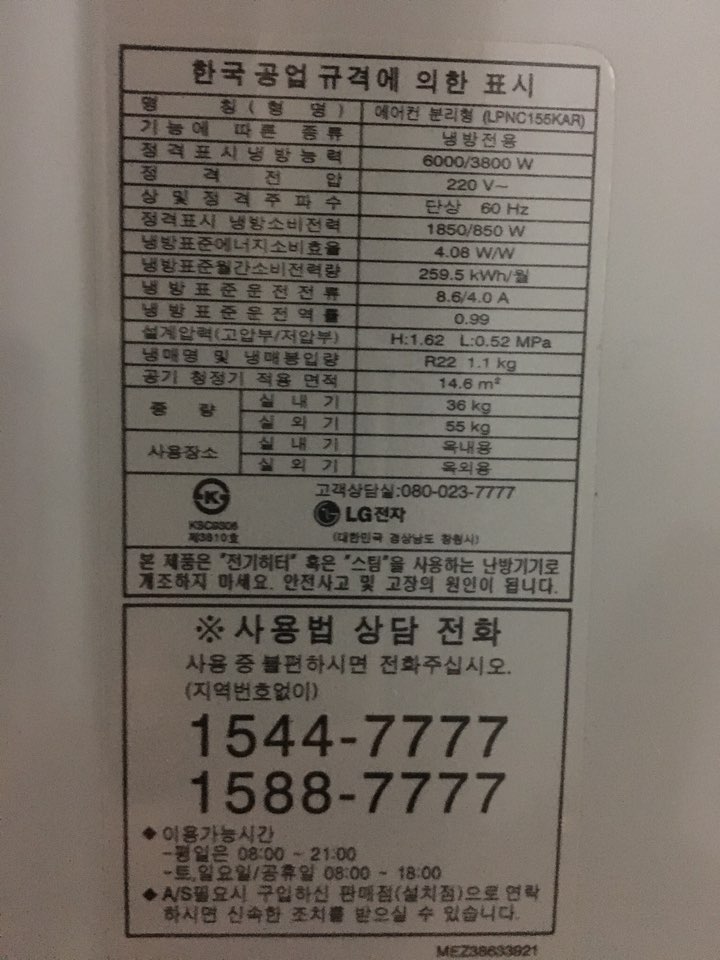 한국 공업 규격에 의한 표시
명 칭 ( 형 명 ) 에어컨 분리형 (LPNC155KAR)
기능에 따른 종류 냉방전용
정격표시냉방능력 6000/3800 W
정 격 전 압 220 V~
상 및 정 격 주 파 수 단상 60 Hz
정격표시 냉방소비전력 1850/850 W
냉방표준에너지소비효율 4.08 W/W
냉방표준월간소비전력량 259.5 kWh/월
냉 방 표 준 운 전 전 류 8.6/4.0 A
냉 방 표 준 운 전 역 률 0.99
설계압력(고압부/저압부) H:1.62 L:0.52 MPa
냉매명 및 냉매봉입량 R22 1.1 kg
공기 청정기 적용 면적 14.6 m²
중 량 실 내 기 36 kg
실 외 기 55 kg
사용장소 실 내 기 옥내용
실 외 기 옥외용
고객상담실:080-023-7777
KSC9306
제3810호
LG전자
(대한민국 경상남도 창원시)
본 제품은 "전기히터" 혹은 "스팀"을 사용하는 난방기기로
개조하지 마세요. 안전사고 및 고장의 원인이 됩니다.
※ 사용법 상담 전화
사용 중 불편하시면 전화주십시오.
(지역번호없이)
1544-7777
1588-7777
◆ 이용가능시간
-평일은 08:00 ~ 21:00
-토,일요일/공휴일 08:00 ~ 18:00
◆ A/S필요시 구입하신 판매점(설치점)으로 연락
하시면 신속한 조치를 받으실 수 있습니다.
MEZ38633921